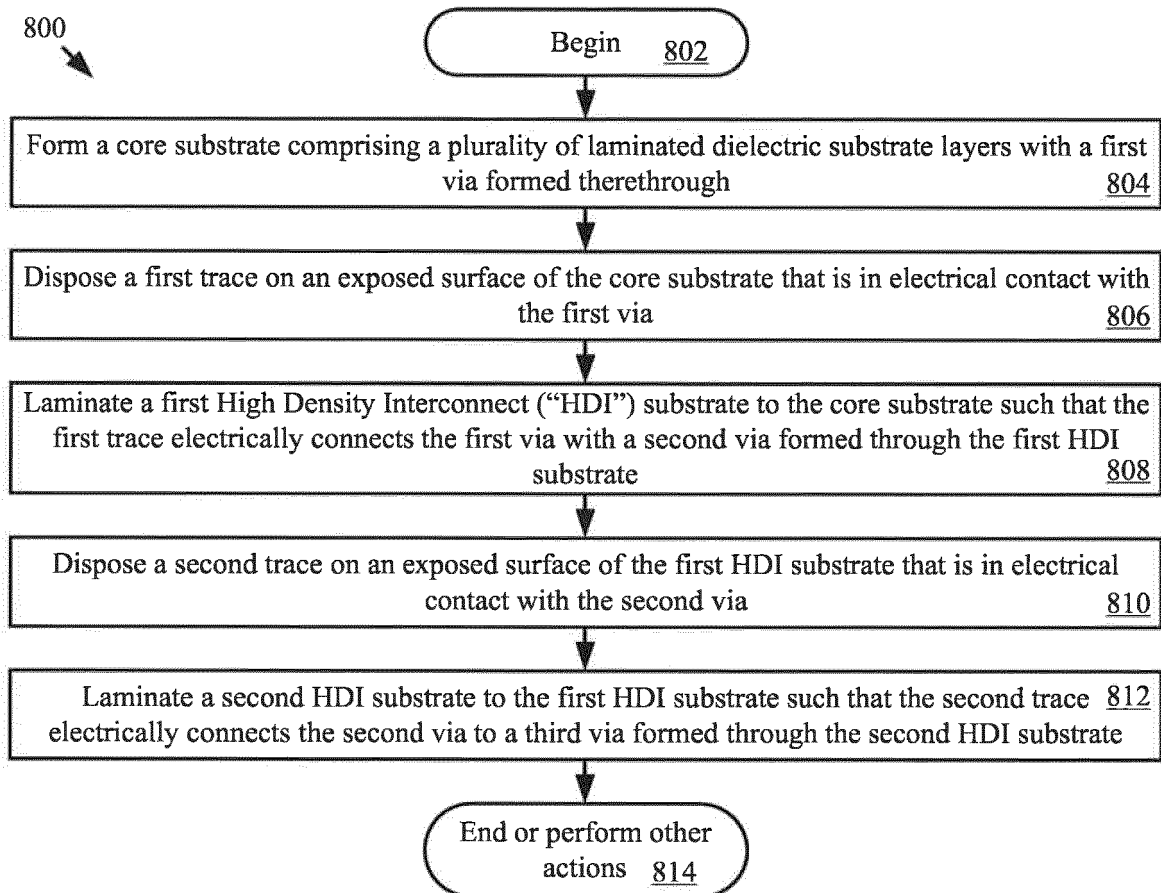 800
Begin 802
Form a core substrate comprising a plurality of laminated dielectric substrate layers with a first
via formed therethrough 804
Dispose a first trace on an exposed surface of the core substrate that is in electrical contact with
the first via 806
Laminate a first High Density Interconnect (“HDI”) substrate to the core substrate such that the
first trace electrically connects the first via with a second via formed through the first HDI
substrate 808
Dispose a second trace on an exposed surface of the first HDI substrate that is in electrical
contact with the second via 810
Laminate a second HDI substrate to the first HDI substrate such that the second trace 812
electrically connects the second via to a third via formed through the second HDI substrate
End or perform other
actions 814